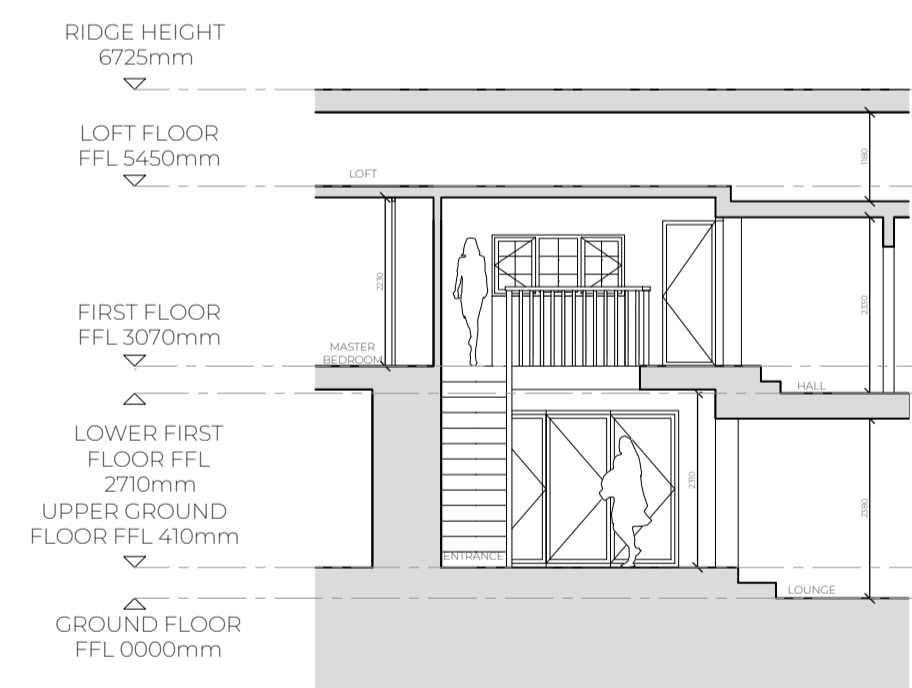 RIDGE HEIGHT
6725mm
LOFT FLOOR
FFL 5450mm
LOFT
1180
2230
FIRST FLOOR
FFL 3070mm
MASTER
BEDROOM
2330
HALL
LOWER FIRST
FLOOR FFL
2710mm
UPPER GROUND
FLOOR FFL 410mm
2310
2380
ENTRANCE
LOUNGE
GROUND FLOOR
FFL 0000mm